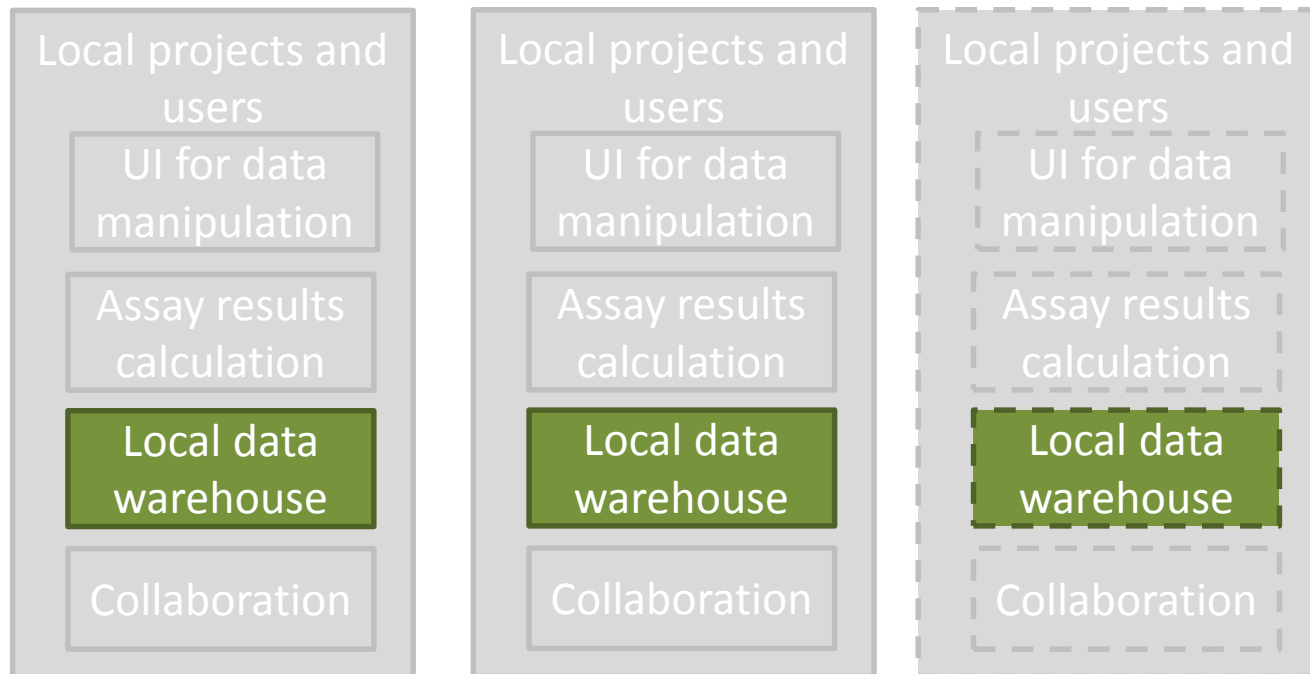 Local projects and
users
UI for data
manipulation
Assay results
calculation
Local data
warehouse
Collaboration
Local projects and
users
UI for data
manipulation
Assay results
calculation
Local data
warehouse
Collaboration
Local projects and
users
UI for data
manipulation
Assay results
calculation
Local data
warehouse
Collaboration